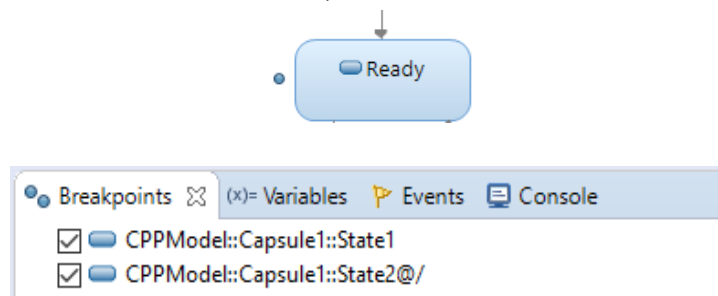 Ready
Breakpoints (x)= Variables Events Console
CPPModel::Capsule1::State1
CPPModel::Capsule1::State2@/